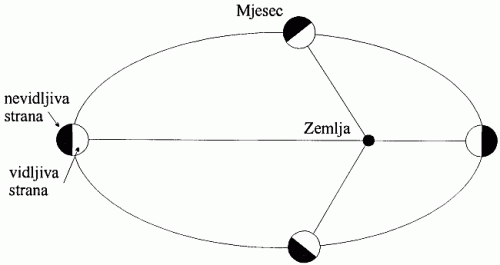 Mjesec
nevidljiva
strana
Zemlja
vidljiva
strana